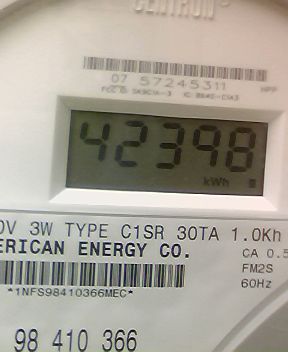 CENTRON
07 57245311
42398
kWh
0V 3W TYPE C1SR 30TA 1.0Kh
ERICAN ENERGY CO.
CA 0.5
FM2S
*1NFS98410366MEC*
60Hz
98 410 366